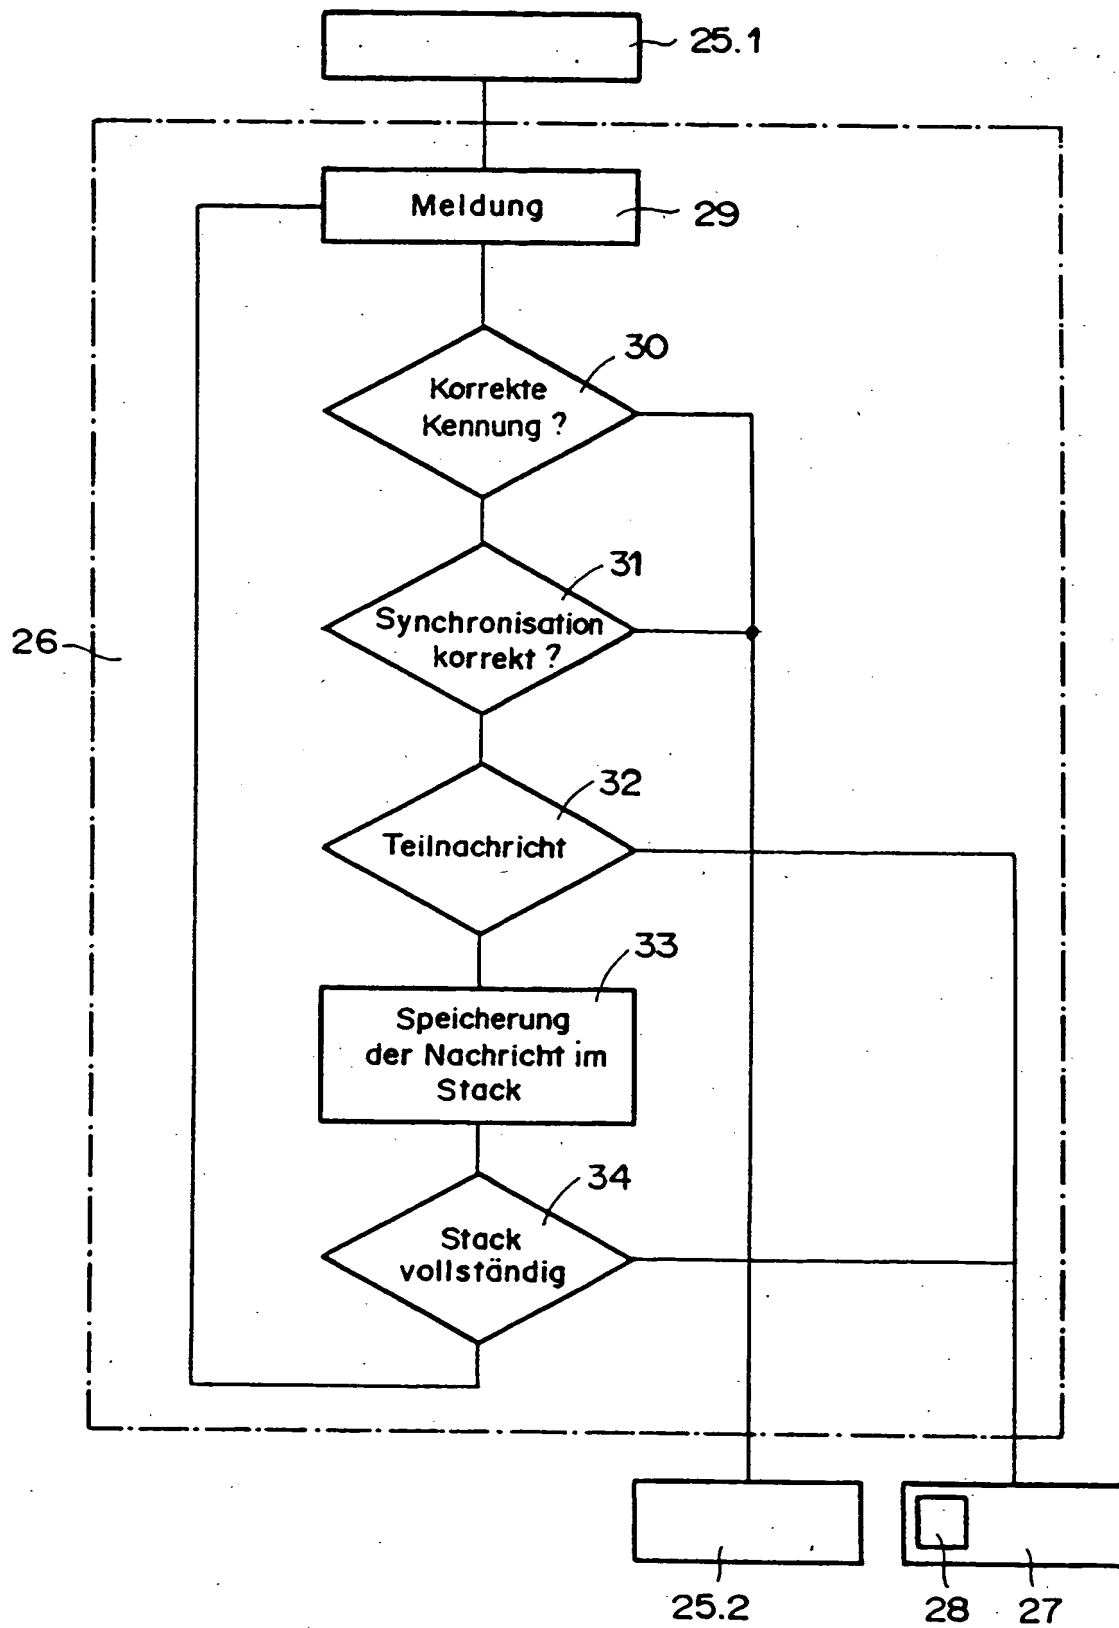 25.1
Meldung
29
30
Korrekte
Kennung ?
31
Synchronisation
korrekt ?
26
32
Teilnachricht
33
Speicherung
der Nachricht im
Stack
34
Stack
vollständig
25.2
28
27